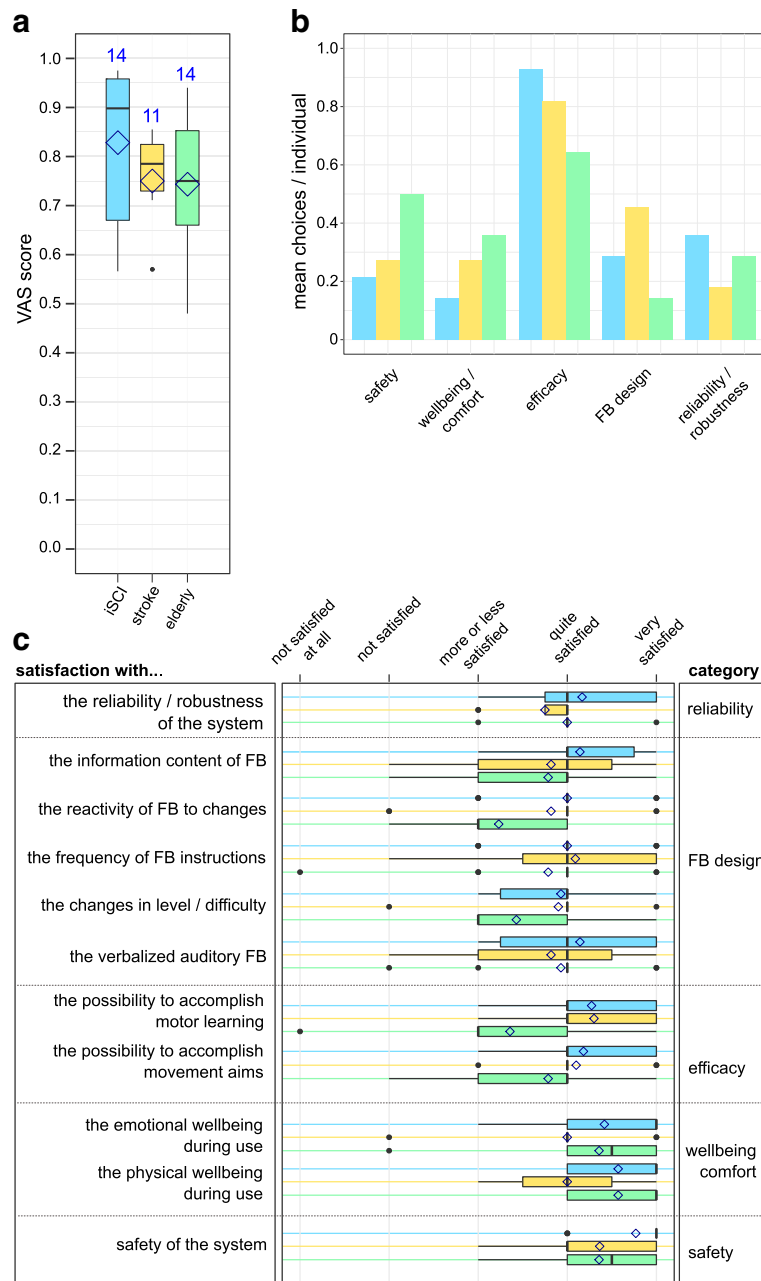 a
14
11
14
1.0
0.9
0.8
0.7
0.6
0.5
0.4
0.3
0.2
0.1
0.0
VAS score
iSCI
stroke
elderly
b
1.0
0.8
0.6
0.4
0.2
0
mean choices / individual
safety
wellbeing /
comfort
efficacy
FB design
reliability /
robustness
c
not satisfied
at all
not satisfied
more or less
satisfied
quite
satisfied
very
satisfied
satisfaction with...
category
the reliability / robustness
of the system
reliability
the information content of FB
the reactivity of FB to changes
the frequency of FB instructions
FB design
the changes in level / difficulty
the verbalized auditory FB
the possibility to accomplish
motor learning
the possibility to accomplish
movement aims
efficacy
the emotional wellbeing
during use
wellbeing
comfort
the physical wellbeing
during use
safety of the system
safety